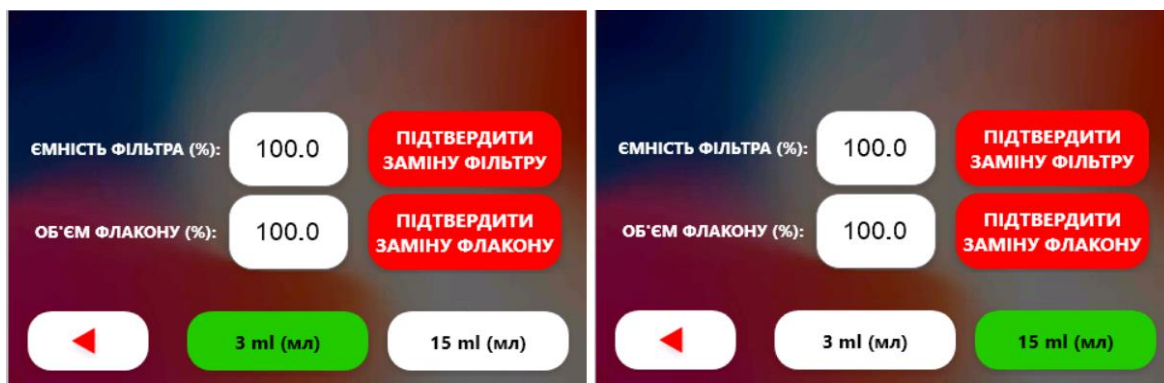 ЄМНІСТЬ ФІЛЬТРА (%):
100.0
ПІДТВЕРДИТИ
ЗАМІНУ ФІЛЬТРУ
ОБ'ЄМ ФЛАКОНУ (%):
100.0
ПІДТВЕРДИТИ
ЗАМІНУ ФЛАКОНУ
3 ml (мл)
15 ml (мл)
ЄМНІСТЬ ФІЛЬТРА (%):
100.0
ПІДТВЕРДИТИ
ЗАМІНУ ФІЛЬТРУ
ОБ'ЄМ ФЛАКОНУ (%):
100.0
ПІДТВЕРДИТИ
ЗАМІНУ ФЛАКОНУ
3 ml (мл)
15 ml (мл)